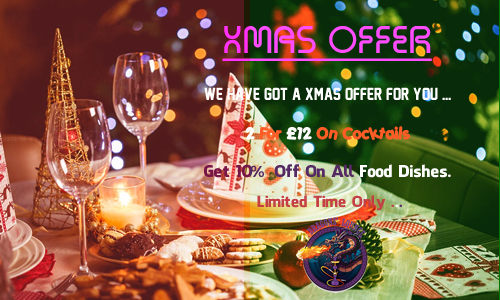 XMAS OFFER
WE HAVE GOT A XMAS OFFER FOR YOU ...
For £12 On Cocktails
Get 10% Off On All Food Dishes.
Limited Time Only ...